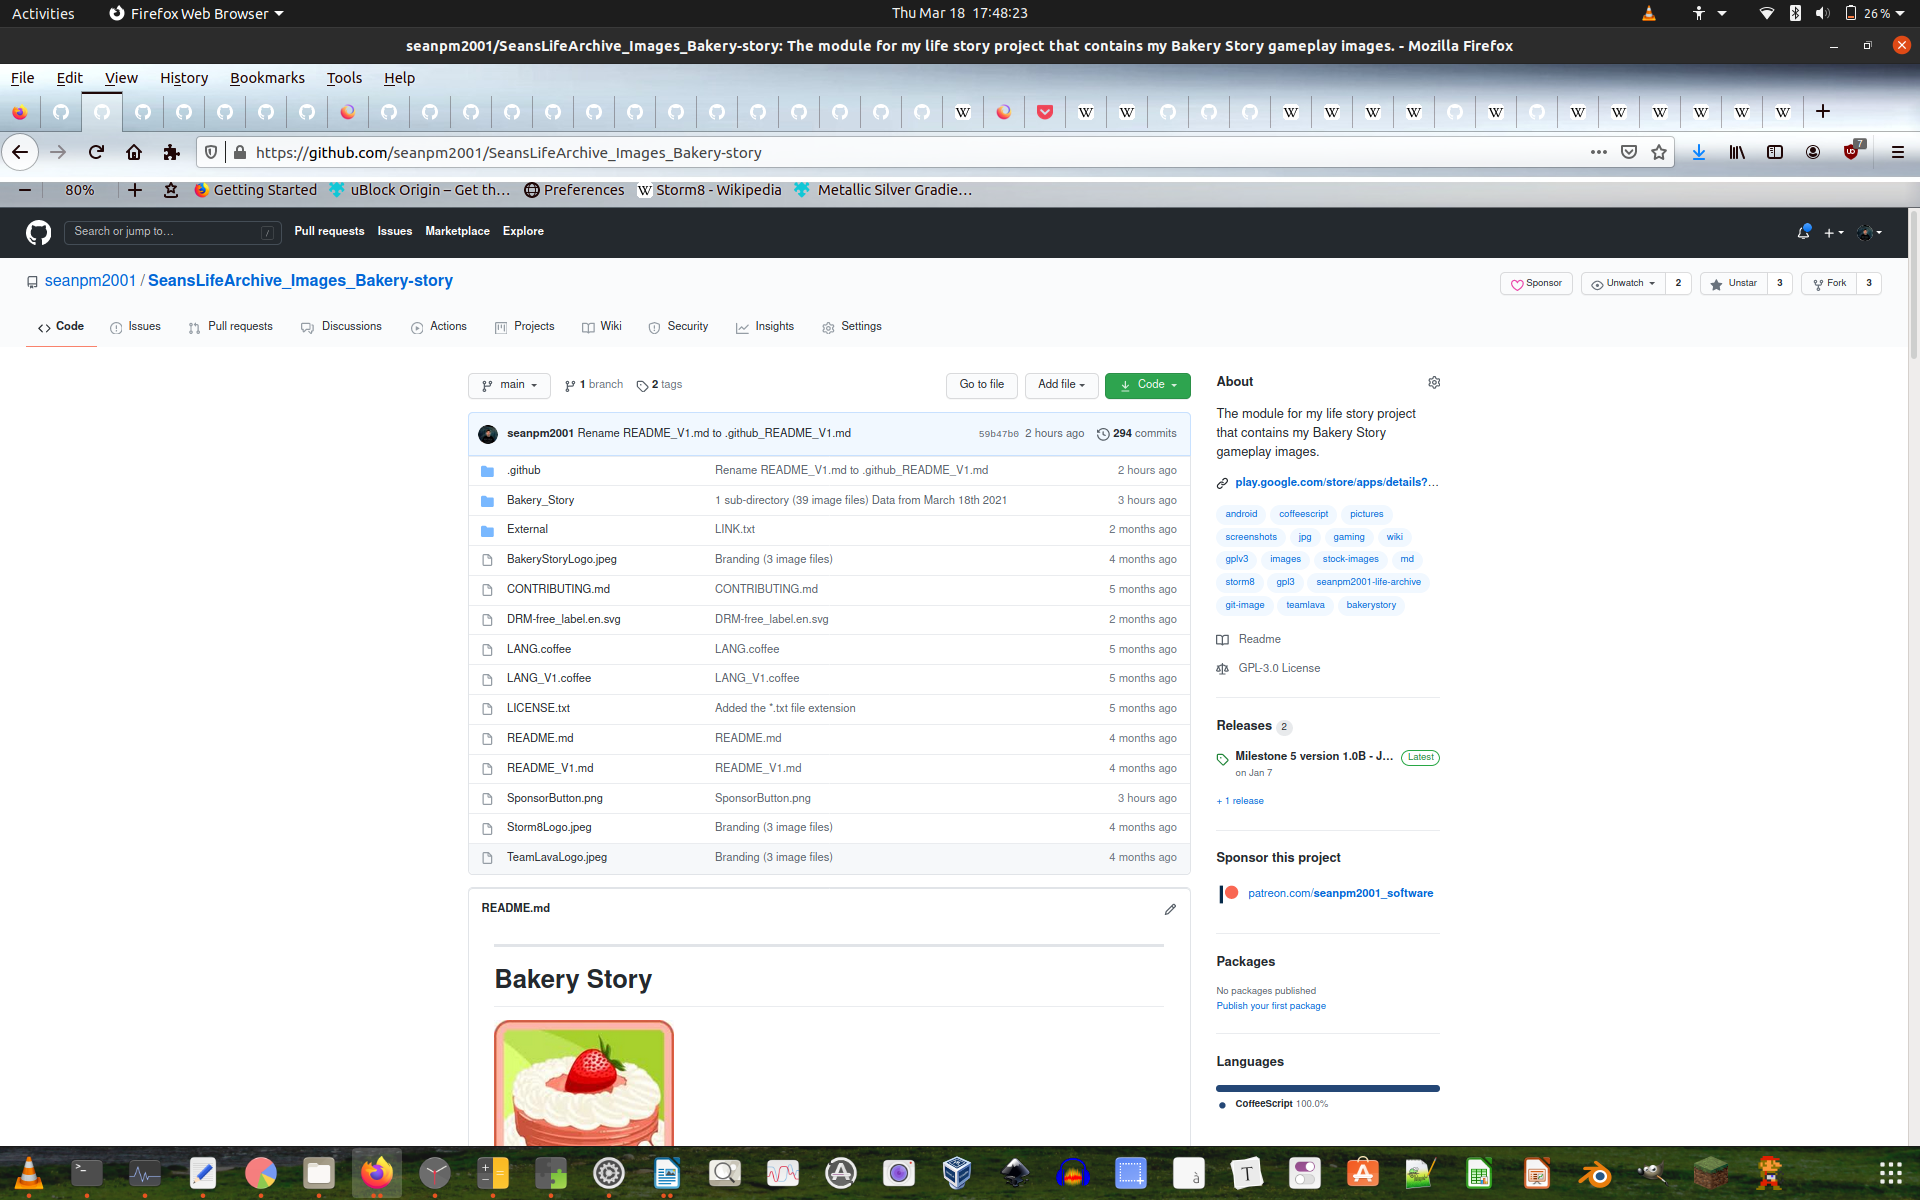 Activities Firefox Web Browser Thu Mar 18 17:48:23 26 %
seanpm2001/SeansLifeArchive_Images_Bakery-story: The module for my life story project that contains my Bakery Story gameplay images. - Mozilla Firefox
File Edit View History Bookmarks Tools Help
https://github.com/seanpm2001/SeansLifeArchive_Images_Bakery-story 7
80% Getting Started uBlock Origin – Get th… Preferences Storm8 - Wikipedia Metallic Silver Gradie…
Search or jump to… / Pull requests Issues Marketplace Explore
seanpm2001 / SeansLifeArchive_Images_Bakery-story Sponsor Unwatch 2 Unstar 3 Fork 3
Code Issues Pull requests Discussions Actions Projects Wiki Security Insights Settings
main 1 branch 2 tags Go to file Add file Code
seanpm2001 Rename README_V1.md to .github_README_V1.md 59b47b0 2 hours ago 294 commits
.github Rename README_V1.md to .github_README_V1.md 2 hours ago
Bakery_Story 1 sub-directory (39 image files) Data from March 18th 2021 3 hours ago
External LINK.txt 2 months ago
BakeryStoryLogo.jpeg Branding (3 image files) 4 months ago
CONTRIBUTING.md CONTRIBUTING.md 5 months ago
DRM-free_label.en.svg DRM-free_label.en.svg 2 months ago
LANG.coffee LANG.coffee 5 months ago
LANG_V1.coffee LANG_V1.coffee 5 months ago
LICENSE.txt Added the *.txt file extension 5 months ago
README.md README.md 4 months ago
README_V1.md README_V1.md 4 months ago
SponsorButton.png SponsorButton.png 3 hours ago
Storm8Logo.jpeg Branding (3 image files) 4 months ago
TeamLavaLogo.jpeg Branding (3 image files) 4 months ago
README.md
Bakery Story
About
The module for my life story project
that contains my Bakery Story
gameplay images.
play.google.com/store/apps/details?…
android coffeescript pictures
screenshots jpg gaming wiki
gplv3 images stock-images md
storm8 gpl3 seanpm2001-life-archive
git-image teamlava bakerystory
Readme
GPL-3.0 License
Releases 2
Milestone 5 version 1.0B - J… Latest
on Jan 7
+ 1 release
Sponsor this project
patreon.com/seanpm2001_software
Packages
No packages published
Publish your first package
Languages
CoffeeScript 100.0%